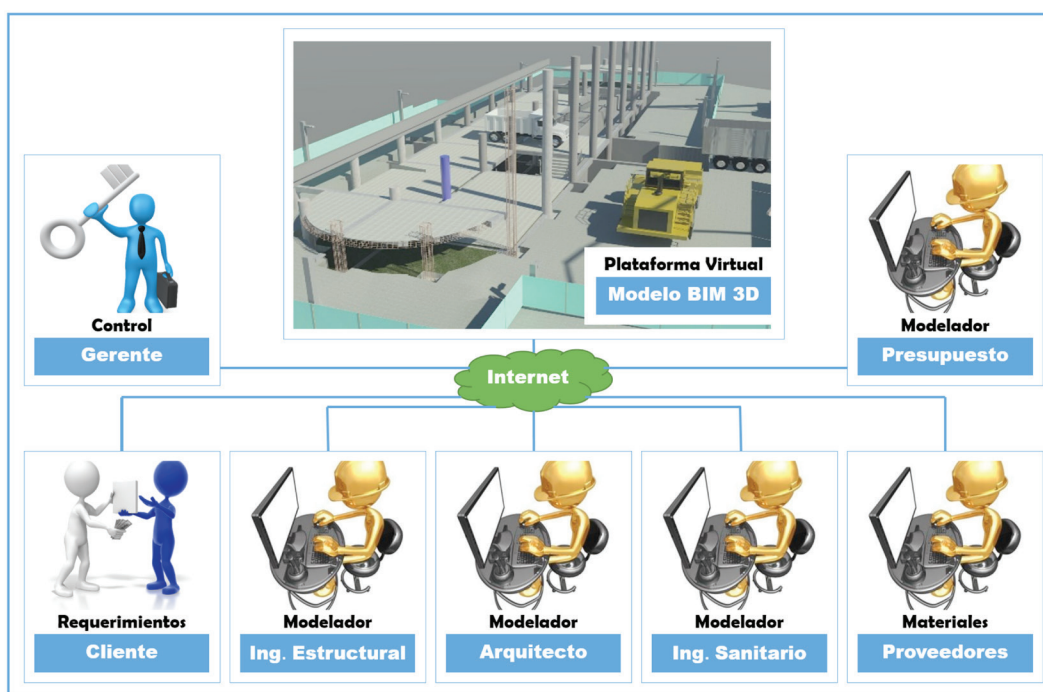 Plataforma Virtual
Modelo BIM 3D
Control
Gerente
Modelador
Presupuesto
Internet
Requerimientos
Cliente
Modelador
Ing. Estructural
Modelador
Arquitecto
Modelador
Ing. Sanitario
Materiales
Proveedores